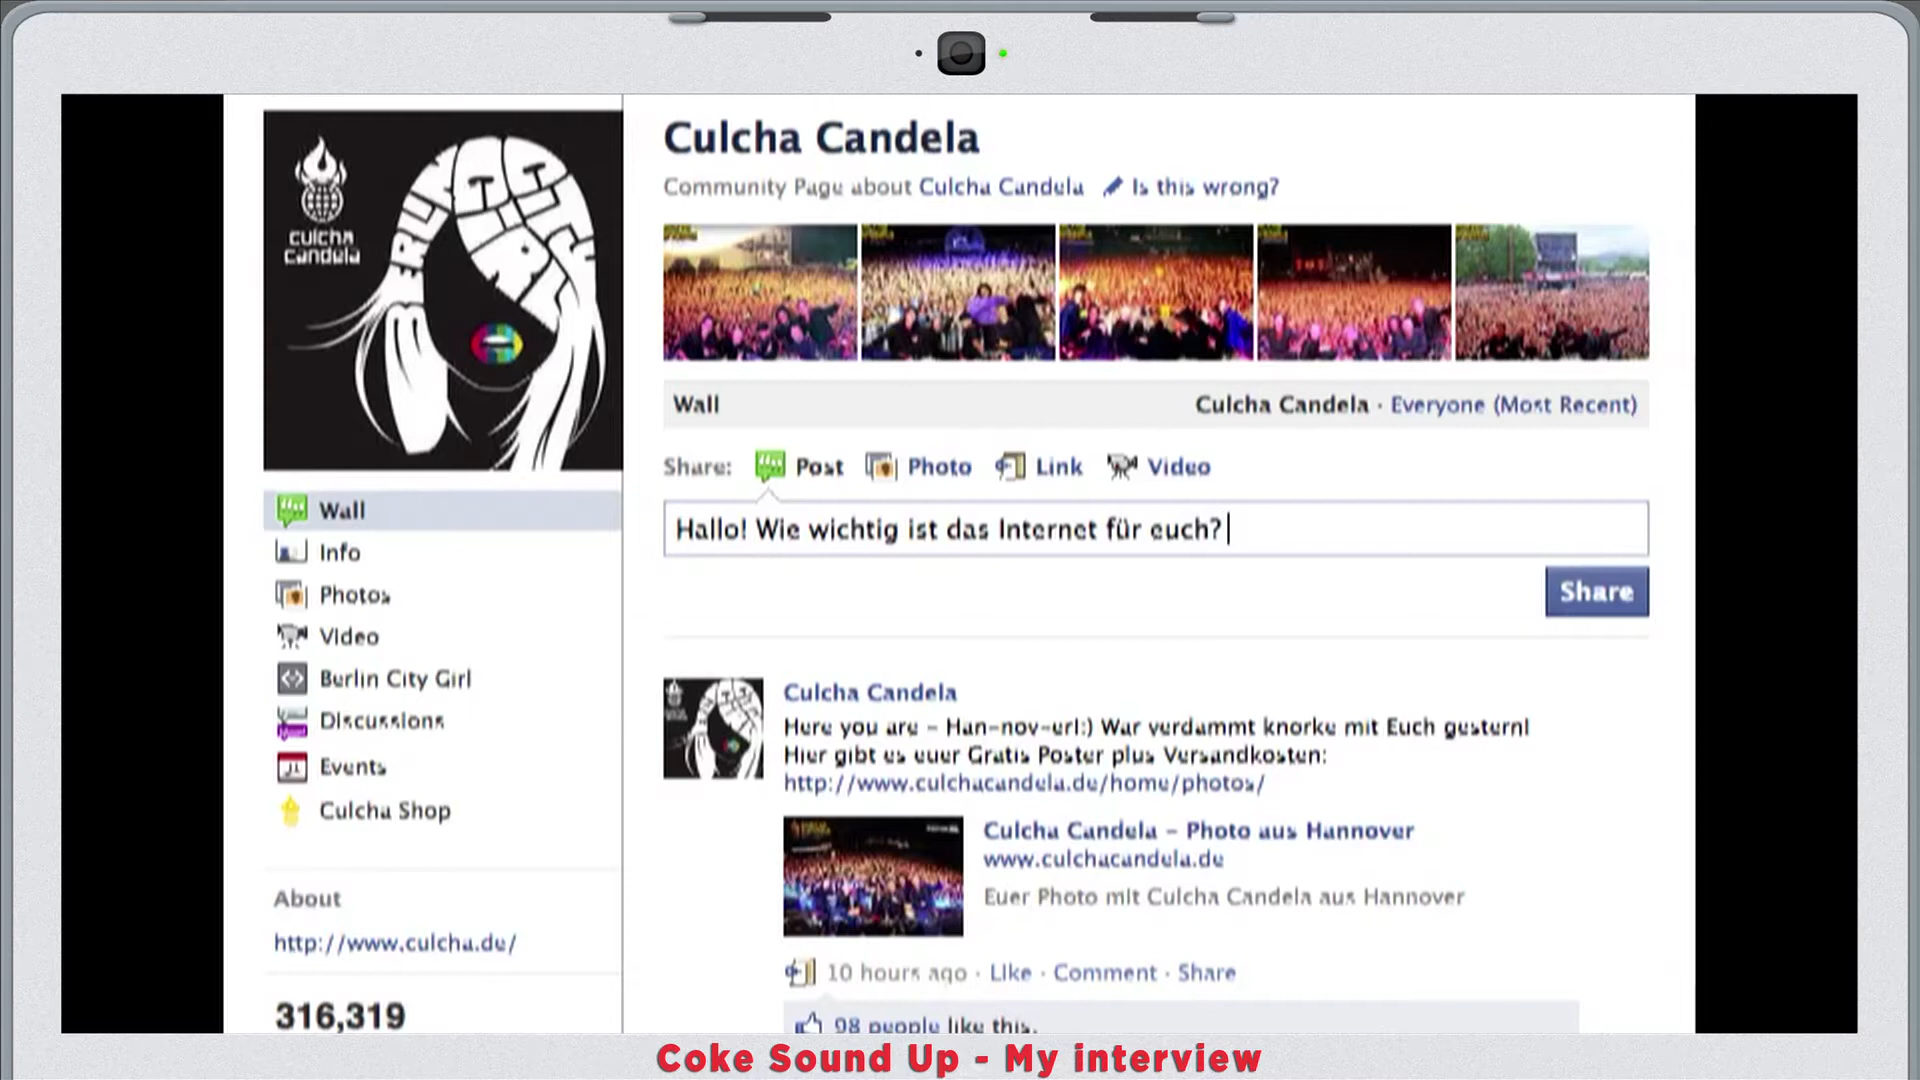 culcha
candela
Wall
Info
Photos
Video
Berlin City Girl
Discussions
Events
Culcha Shop
About
http://www.culcha.de/
316,319
Culcha Candela
Community Page about Culcha Candela Is this wrong?
Wall Culcha Candela · Everyone (Most Recent)
Share: Post Photo Link Video
Hallo! Wie wichtig ist das Internet für euch?
Share
Culcha Candela
Here you are - Han-nov-er!:) War verdammt knorke mit Euch gestern!
Hier gibt es euer Gratis Poster plus Versandkosten:
http://www.culchacandela.de/home/photos/
Culcha Candela - Photo aus Hannover
www.culchacandela.de
Euer Photo mit Culcha Candela aus Hannover
10 hours ago · Like · Comment · Share
98 people like this.
Coke Sound Up - My interview